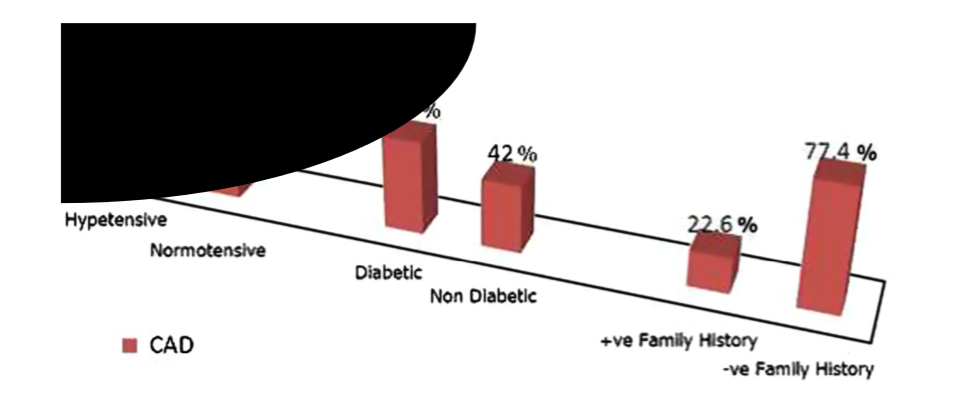 %
42 %
77.4 %
22.6 %
Hypetensive
Normotensive
Diabetic
Non Diabetic
+ve Family History
-ve Family History
CAD